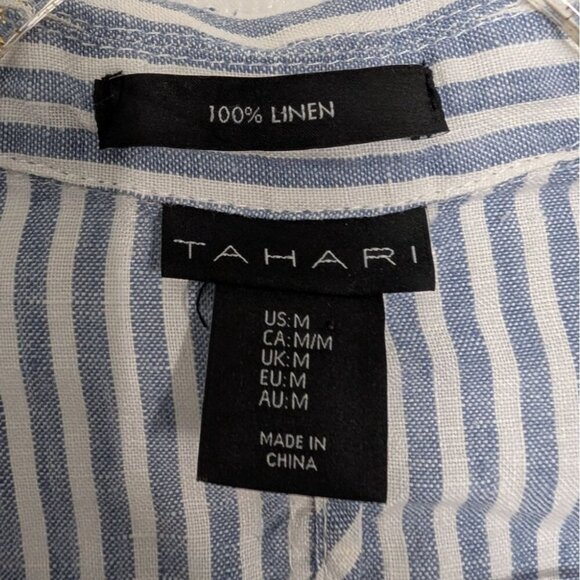 100% LINEN
TAHARI
US: M
CA: M/M
UK: M
EU: M
AU: M
MADE IN
CHINA